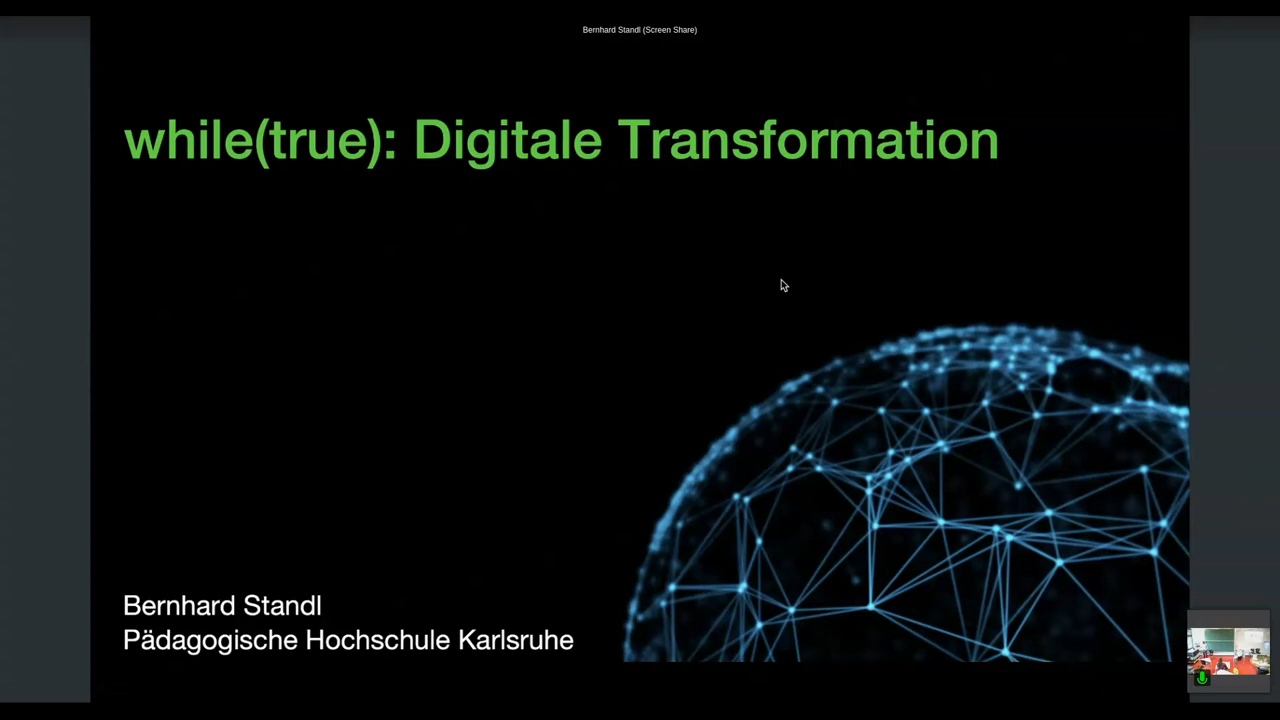 Bernhard Standl (Screen Share)
while(true): Digitale Transformation
Bernhard Standl
Pädagogische Hochschule Karlsruhe